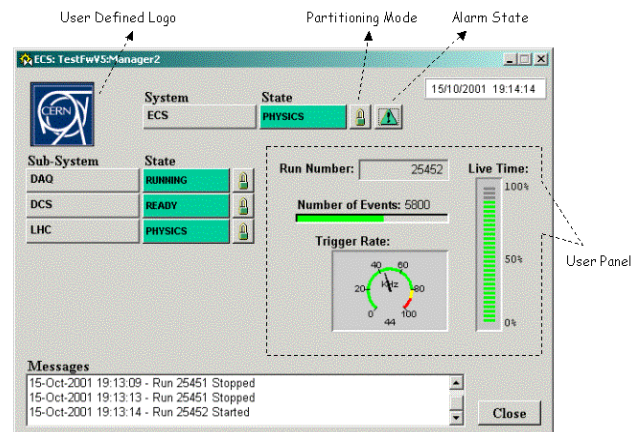 User Defined Logo Partitioning Mode Alarm State
ECS: TestFwV5:Manager2
15/10/2001 19:14:14
CERN
System State
ECS PHYSICS
Sub-System State
DAQ RUNNING
DCS READY
LHC PHYSICS
Run Number: 25452
Live Time:
100%
50%
0%
Number of Events: 5800
Trigger Rate:
40 60
KHz
20 80
0 100
44
User Panel
Messages
15-Oct-2001 19:13:09 - Run 25451 Stopped
15-Oct-2001 19:13:13 - Run 25451 Stopped
15-Oct-2001 19:13:14 - Run 25452 Started
Close